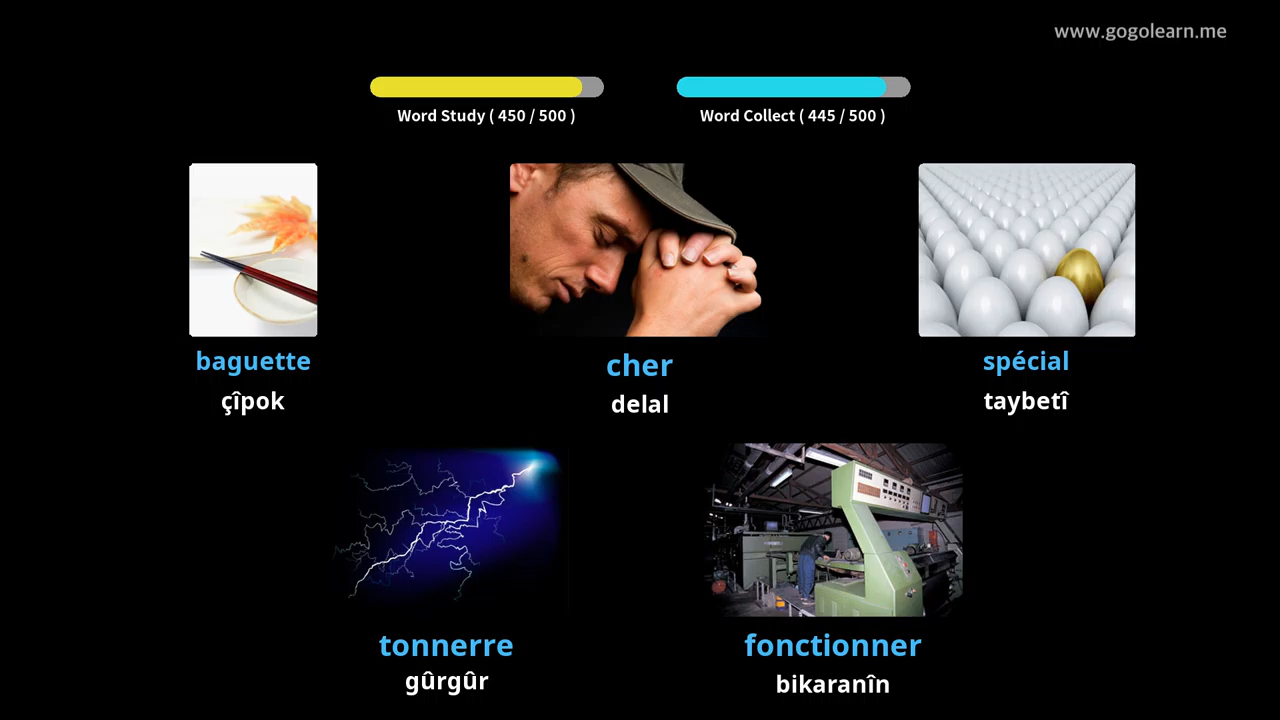 www.gogolearn.me
Word Study ( 450 / 500 )
Word Collect ( 445 / 500 )
baguette
çîpok
cher
delal
spécial
taybetî
tonnerre
gûrgûr
fonctionner
bikaranîn